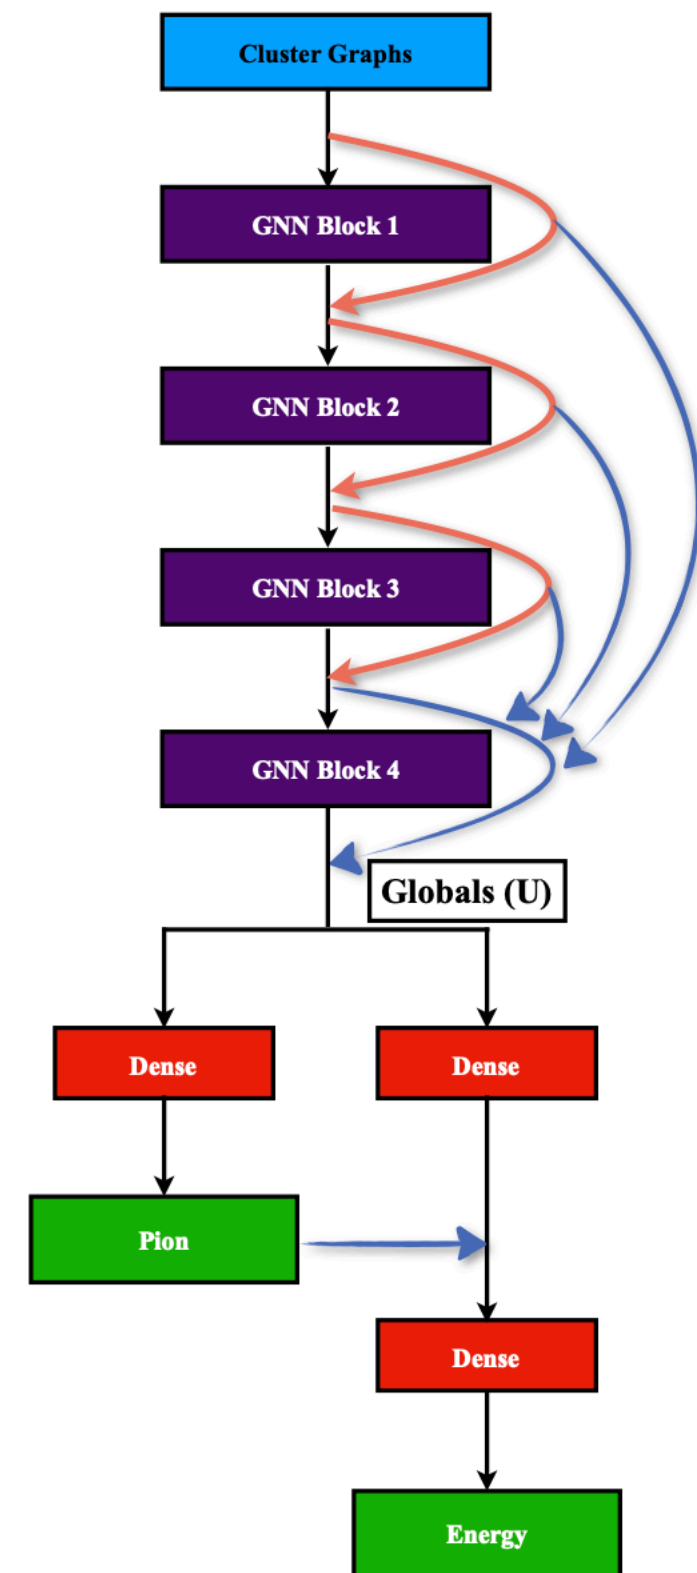 Cluster Graphs
GNN Block 1
GNN Block 2
GNN Block 3
GNN Block 4
Globals (U)
Dense
Dense
Pion
Dense
Energy